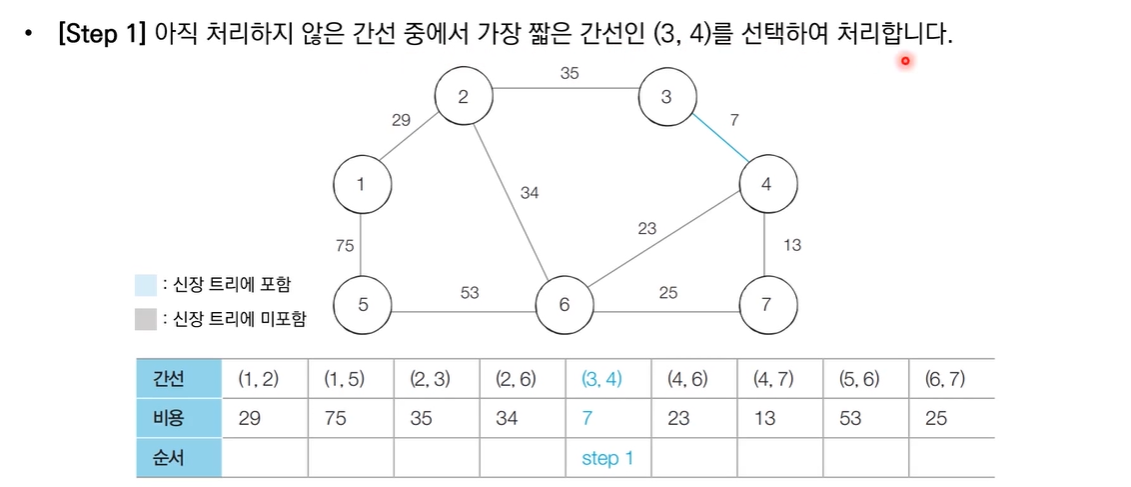 • [Step 1] 아직 처리하지 않은 간선 중에서 가장 짧은 간선인 (3, 4)를 선택하여 처리합니다.
35
2
3
29
7
1
4
34
23
75
13
: 신장 트리에 포함
53
25
5
6
7
: 신장 트리에 미포함
간선 (1, 2) (1, 5) (2, 3) (2, 6) (3, 4) (4, 6) (4, 7) (5, 6) (6, 7)
비용 29 75 35 34 7 23 13 53 25
순서 step 1